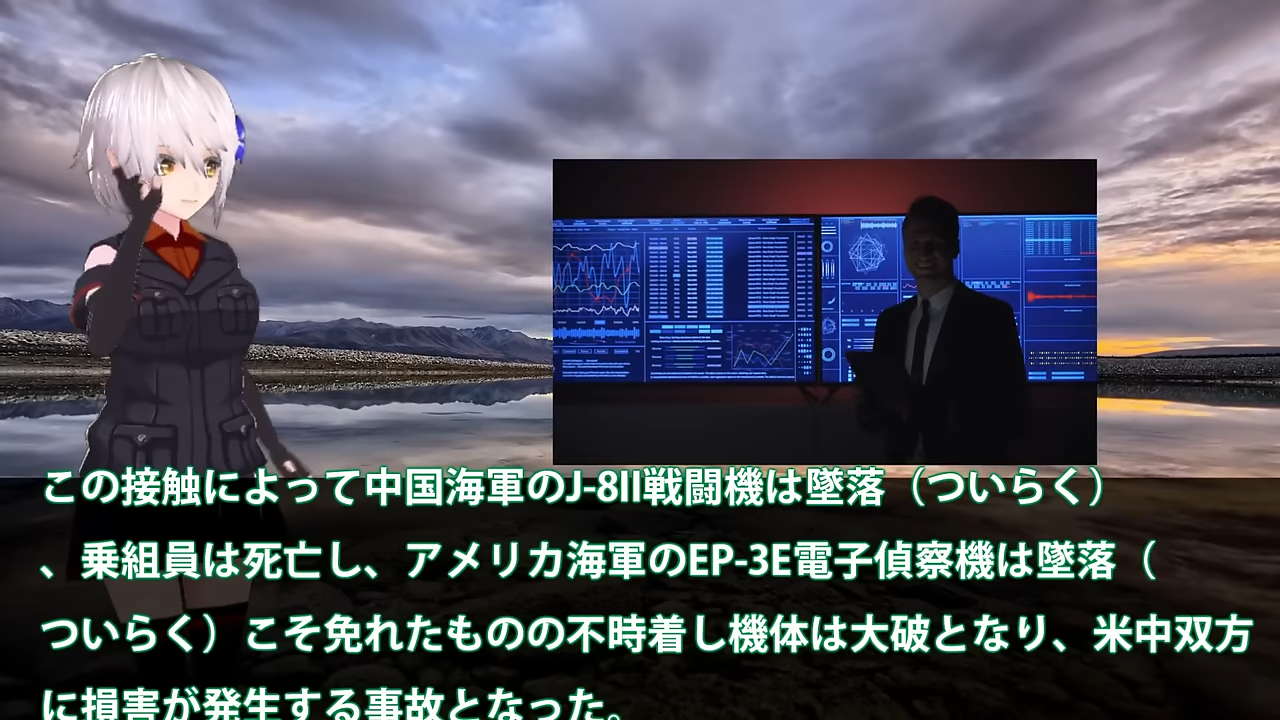 この接触によって中国海軍のJ-8II戦闘機は墜落（ついらく）
、乗組員は死亡し、アメリカ海軍のEP-3E電子偵察機は墜落（
ついらく）こそ免れたものの不時着し機体は大破となり、米中双方
に損害が発生する事故となった。